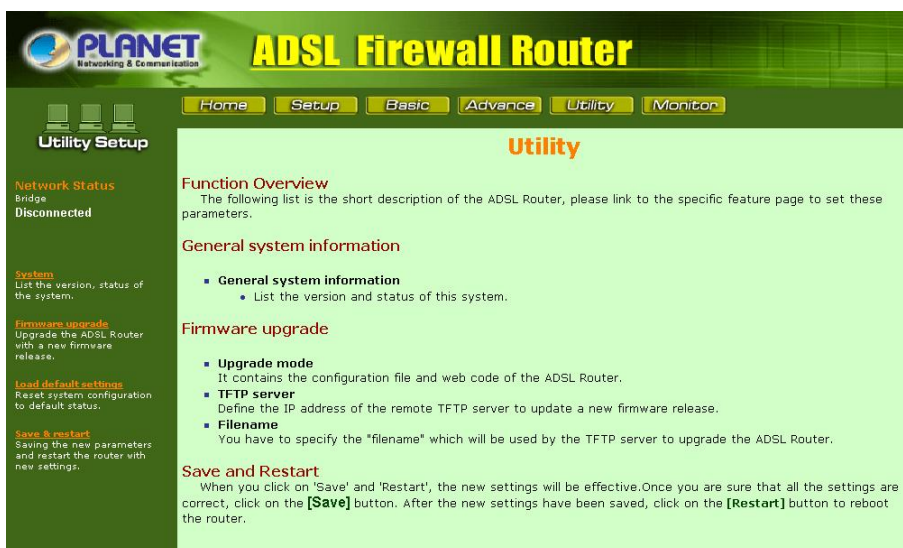 PLANET
Networking & Communication
ADSL Firewall Router
Home
Setup
Basic
Advance
Utility
Monitor
Utility Setup
Network Status
Bridge
Disconnected
System
List the version, status of
the system.
Firmware upgrade
Upgrade the ADSL Router
with a new firmware
release.
Load default settings
Reset system configuration
to default status.
Save & restart
Saving the new parameters
and restart the router with
new settings.
Utility
Function Overview
The following list is the short description of the ADSL Router, please link to the specific feature page to set these
parameters.
General system information
General system information
List the version and status of this system.
Firmware upgrade
Upgrade mode
It contains the configuration file and web code of the ADSL Router.
TFTP server
Define the IP address of the remote TFTP server to update a new firmware release.
Filename
You have to specify the "filename" which will be used by the TFTP server to upgrade the ADSL Router.
Save and Restart
When you click on 'Save' and 'Restart', the new settings will be effective.Once you are sure that all the settings are
correct, click on the [Save] button. After the new settings have been saved, click on the [Restart] button to reboot
the router.